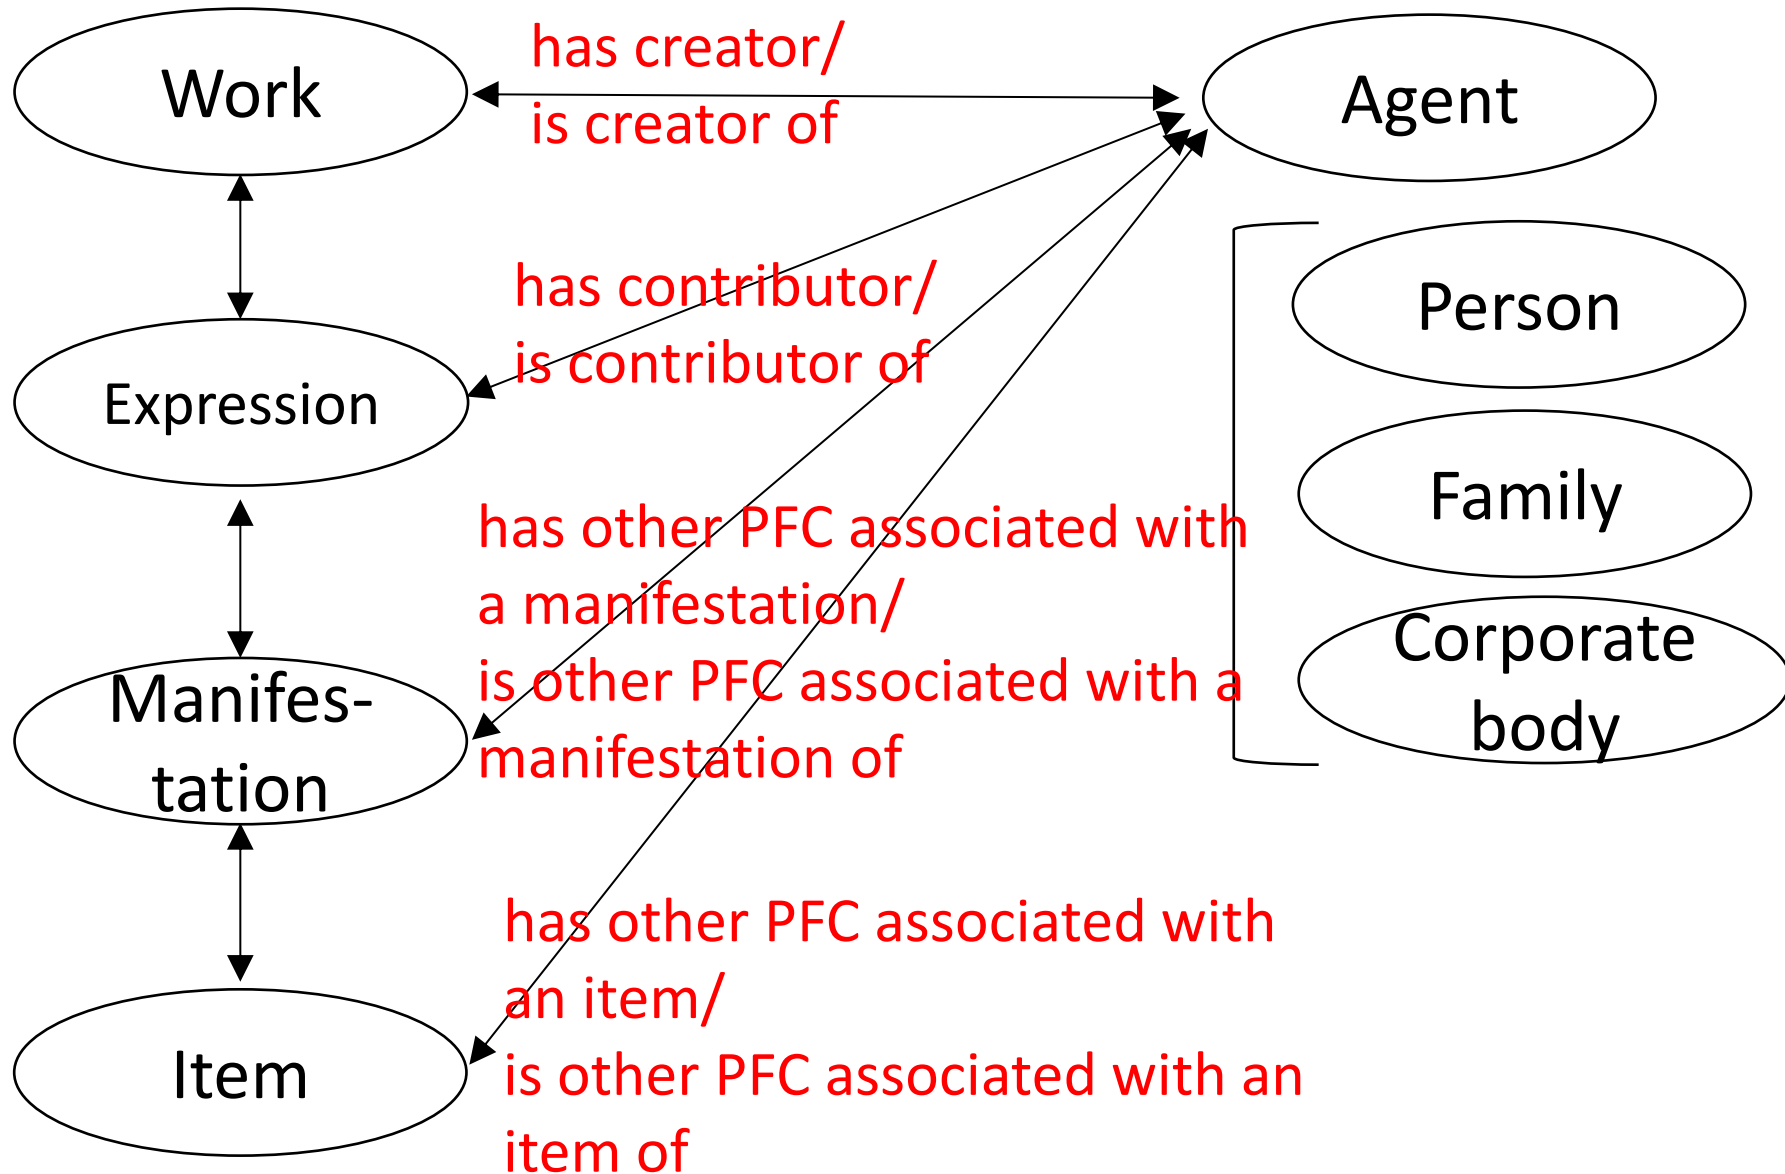 Work
has creator/
is creator of
Agent
has contributor/
is contributor of
Person
Expression
Family
has other PFC associated with
a manifestation/
is other PFC associated with a
manifestation of
Corporate
body
Manifes-
tation
has other PFC associated with
an item/
is other PFC associated with an
item of
Item